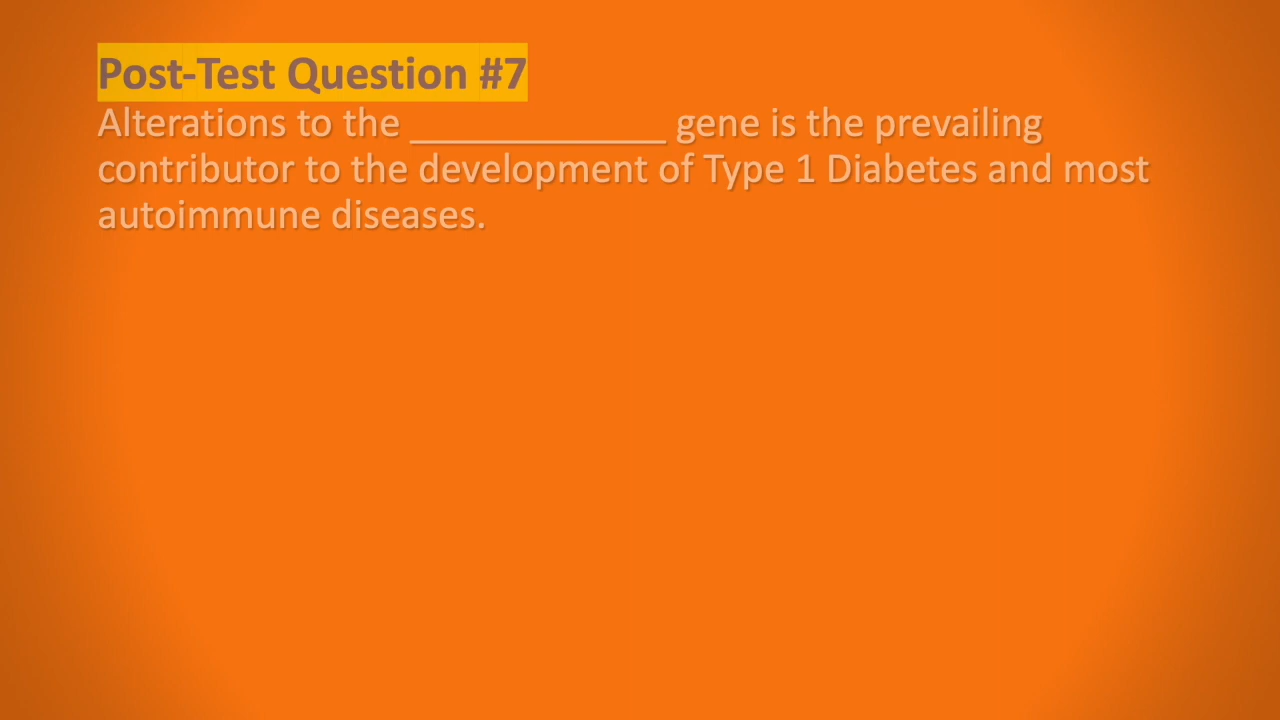 Post-Test Question #7
Alterations to the ____________ gene is the prevailing
contributor to the development of Type 1 Diabetes and most
autoimmune diseases.